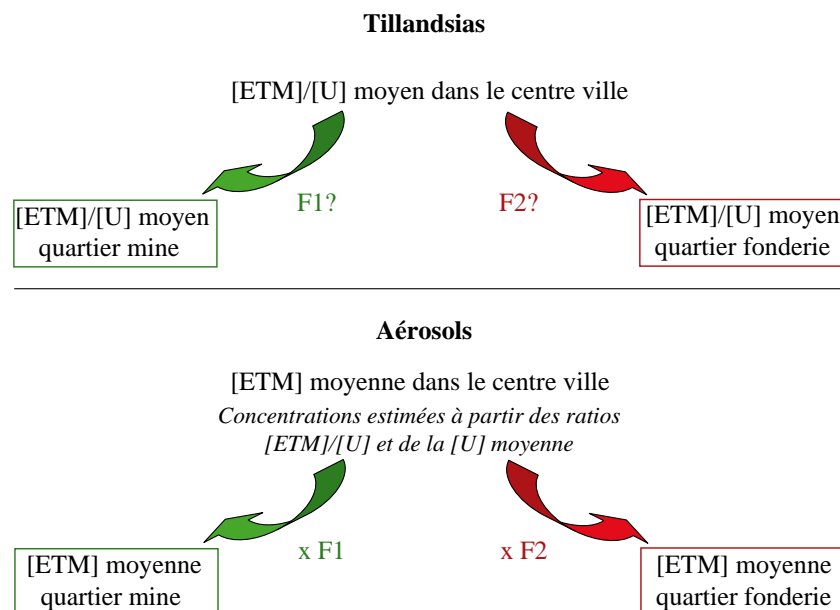 Tillandsias
[ETM]/[U] moyen dans le centre ville
F1?
F2?
[ETM]/[U] moyen
quartier mine
[ETM]/[U] moyen
quartier fonderie
Aérosols
[ETM] moyenne dans le centre ville
Concentrations estimées à partir des ratios
[ETM]/[U] et de la [U] moyenne
x F1
x F2
[ETM] moyenne
quartier mine
[ETM] moyenne
quartier fonderie